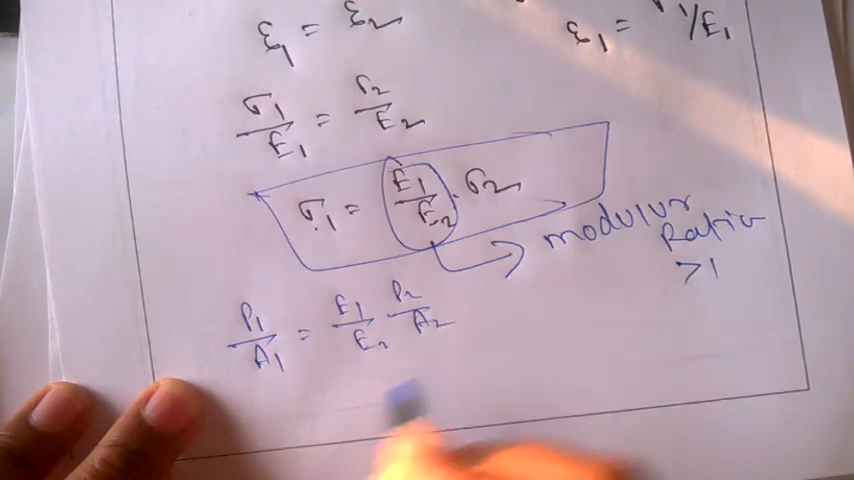 ε1 = ε2
ε1 = σ1/E1
σ1/E1 = σ2/E2
σ1 = E1/E2 . σ2
modulur
Ratio
>1
P1/A1 = E1/E2 P2/A2